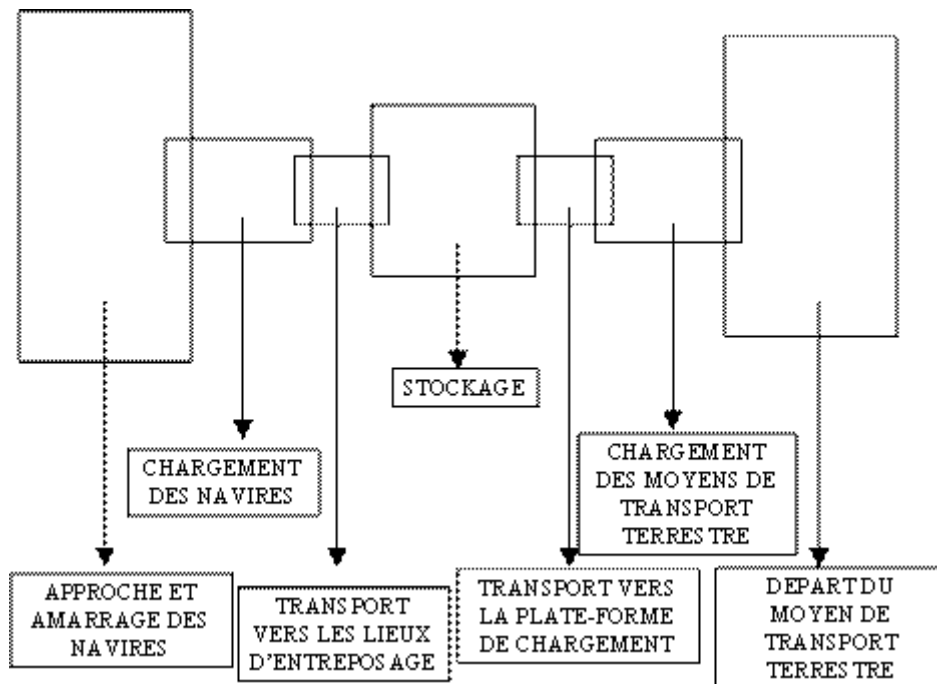 STOCKAGE
CHARGEMENT
DES NAVIRES
CHARGEMENT
DES MOYENS DE
TRANSPORT
TERRESTRE
APPROCHE ET
AMARRAGE DES
NAVIRES
TRANSPORT
VERS LES LIEUX
D'ENTREPOSAGE
TRANSPORT VERS
LA PLATE-FORME
DE CHARGEMENT
DEPART DU
MOYEN DE
TRANSPORT
TERRESTRE